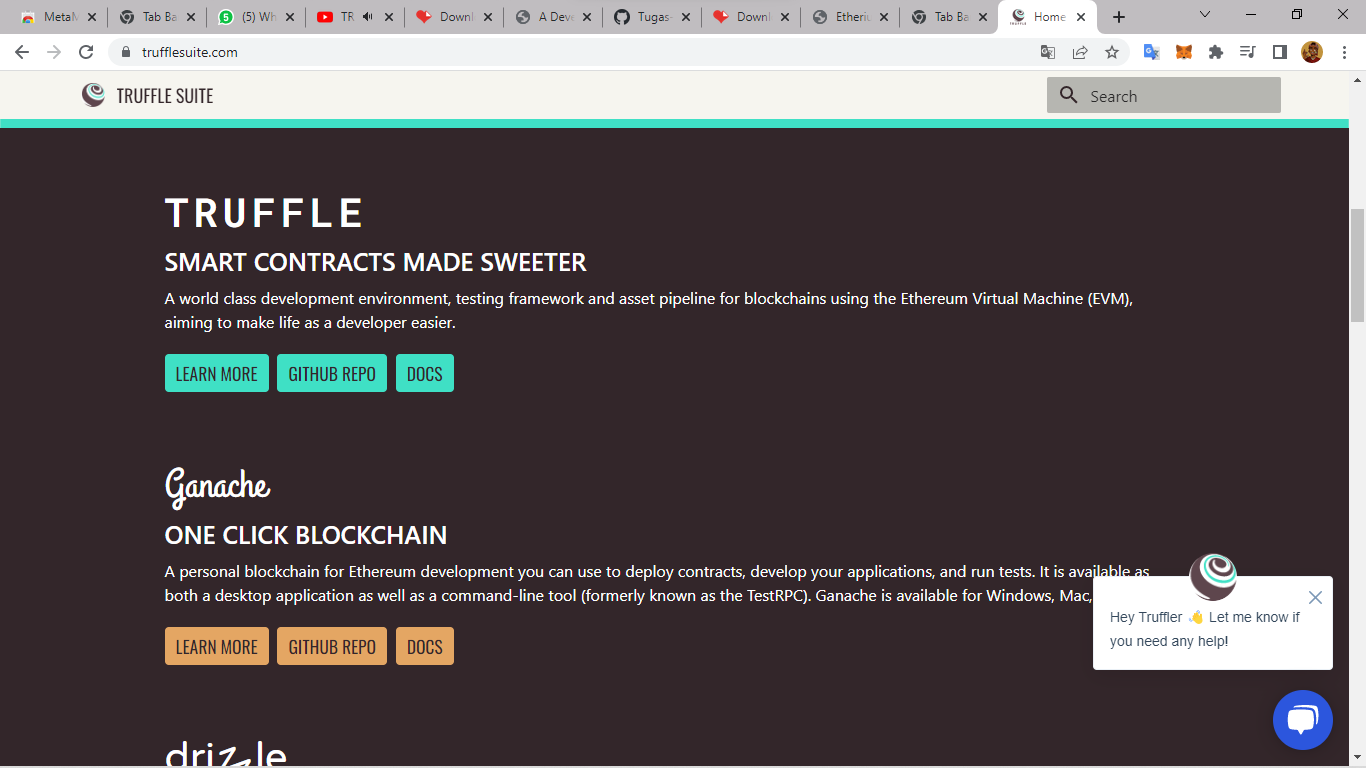 MetaM
Tab Ba
(5) Wh
TR
Downl
A Deve
Tugas-
Downl
Etheriu
Tab Ba
Home
trufflesuite.com
TRUFFLE SUITE
Search
TRUFFLE
SMART CONTRACTS MADE SWEETER
A world class development environment, testing framework and asset pipeline for blockchains using the Ethereum Virtual Machine (EVM),
aiming to make life as a developer easier.
LEARN MORE GITHUB REPO DOCS
Ganache
ONE CLICK BLOCKCHAIN
A personal blockchain for Ethereum development you can use to deploy contracts, develop your applications, and run tests. It is available as
both a desktop application as well as a command-line tool (formerly known as the TestRPC). Ganache is available for Windows, Mac,
LEARN MORE GITHUB REPO DOCS
Hey Truffler 👋 Let me know if
you need any help!
drizzle